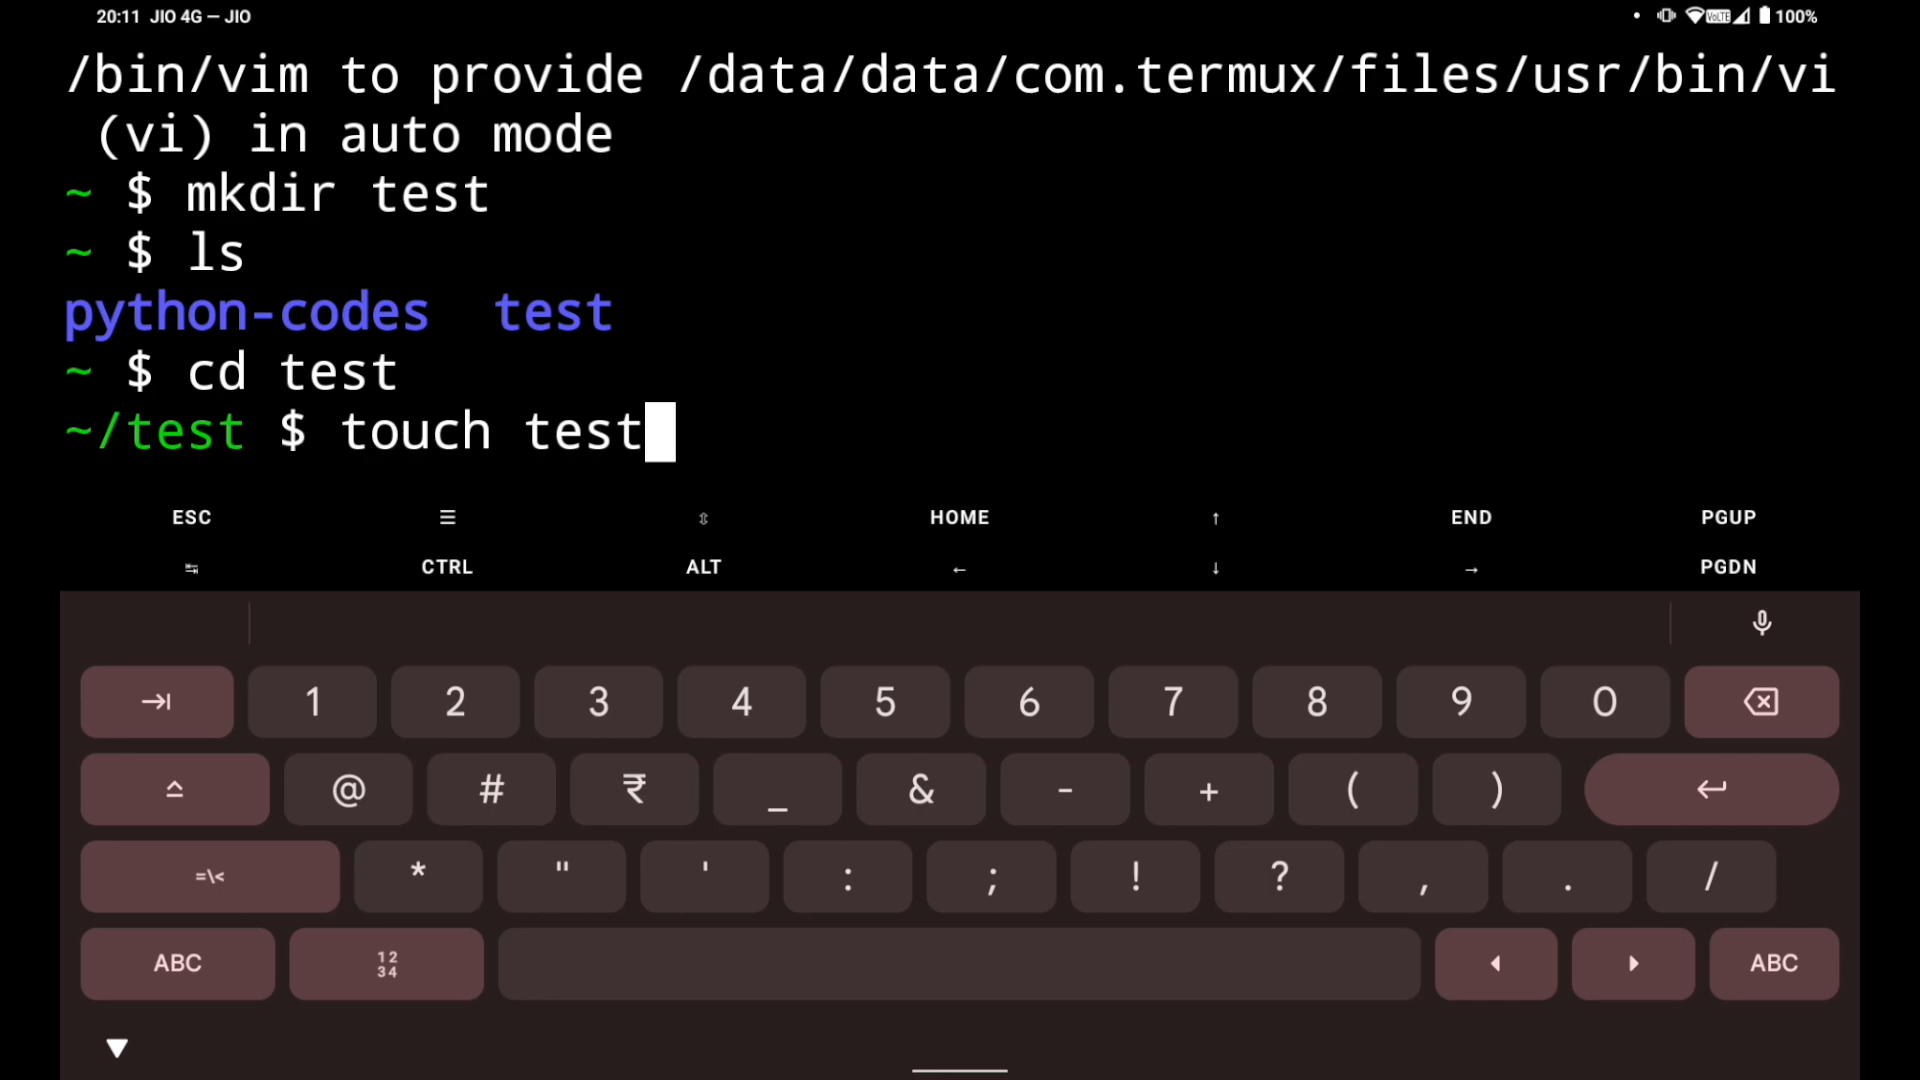 20:11 JIO 4G — JIO
VoLTE 100%
/bin/vim to provide /data/data/com.termux/files/usr/bin/vi
(vi) in auto mode
~ $ mkdir test
~ $ ls
python-codes test
~ $ cd test
~/test $ touch test
ESC ☰ ⇳ HOME ↑ END PGUP
↹ CTRL ALT ← ↓ → PGDN
1 2 3 4 5 6 7 8 9 0
@ # ₹ _ & - + ( )
=\< * " ' : ; ! ? , . /
ABC 12 34 ABC